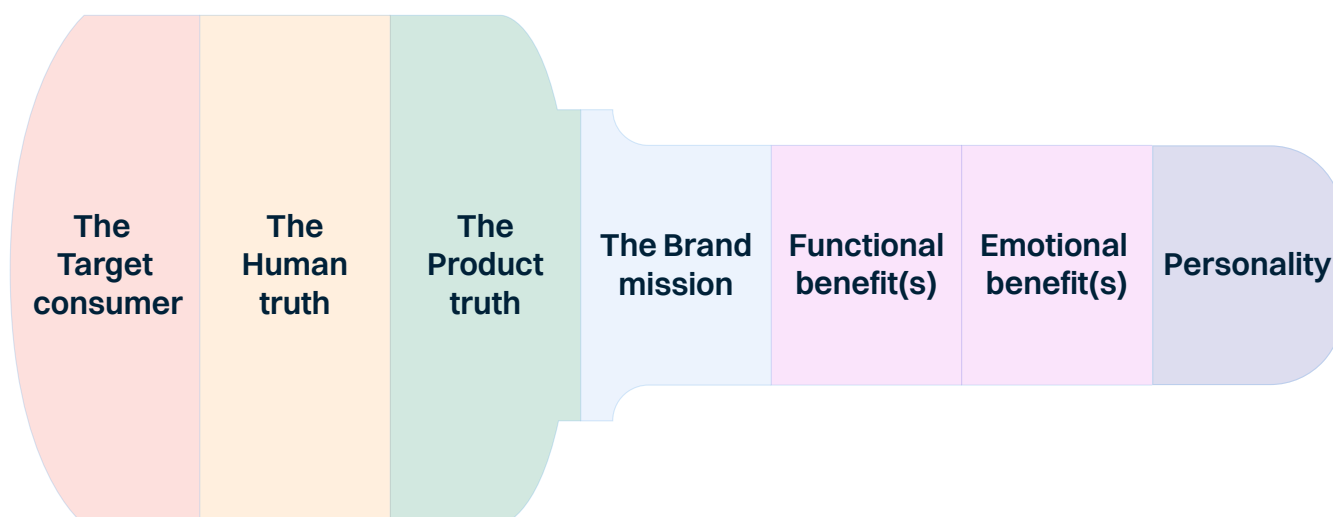 The
Target
consumer
The
Human
truth
The
Product
truth
The Brand
mission
Functional
benefit(s)
Emotional
benefit(s)
Personality